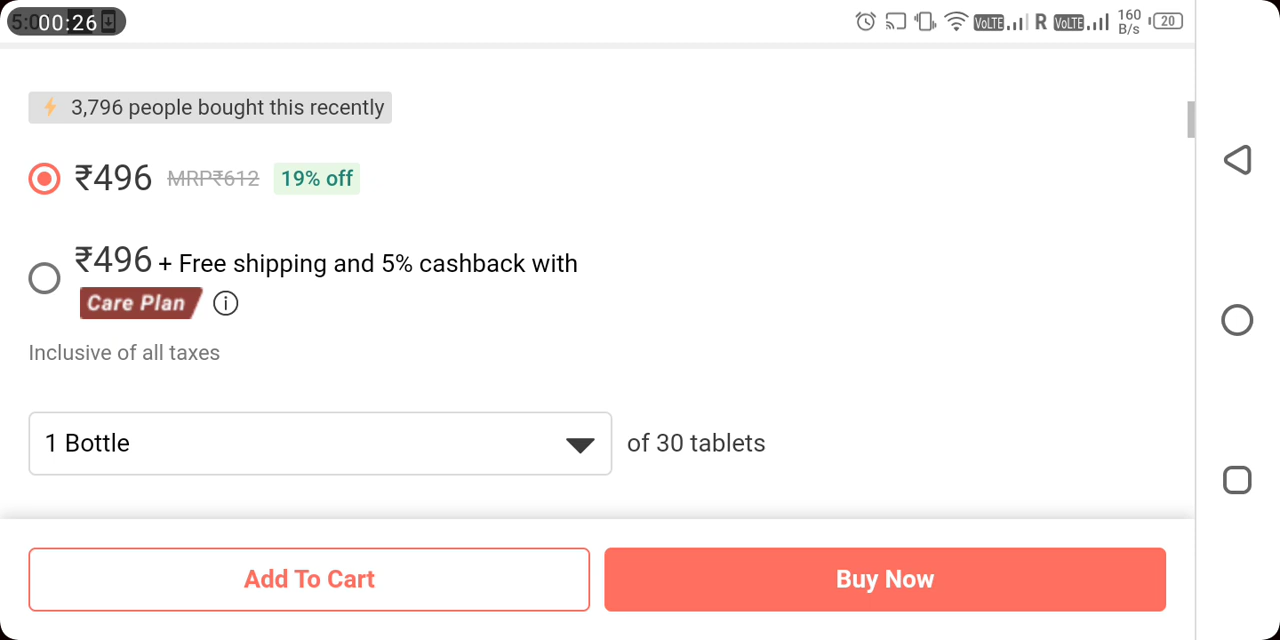 00:26 VoLTE R VoLTE 160 B/s 20
3,796 people bought this recently
₹496 MRP₹612 19% off
₹496 + Free shipping and 5% cashback with
Care Plan i
Inclusive of all taxes
1 Bottle of 30 tablets
Add To Cart Buy Now